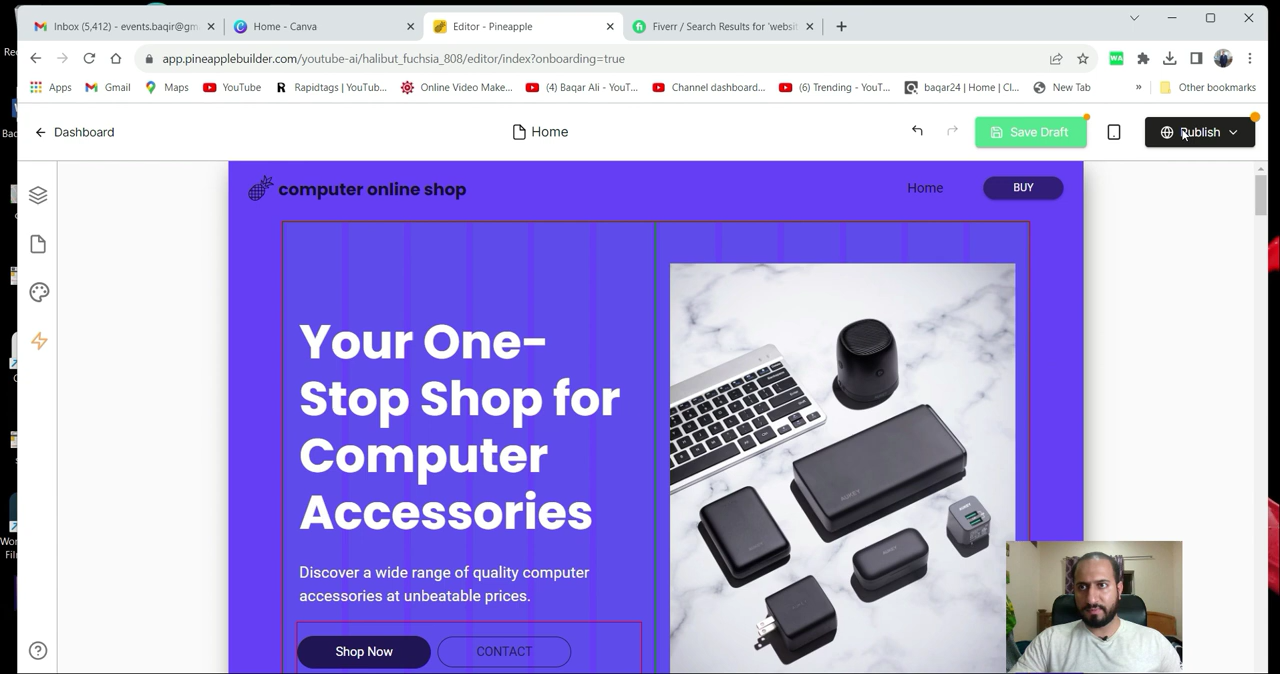 Inbox (5,412) - events.baqir@gm
Home - Canva
Editor - Pineapple
Fiverr / Search Results for 'websi
app.pineapplebuilder.com/youtube-ai/halibut_fuchsia_808/editor/index?onboarding=true
Apps
Gmail
Maps
YouTube
Rapidtags | YouTub...
Online Video Make...
(4) Baqar Ali - YouT...
Channel dashboard...
(6) Trending - YouT...
baqar24 | Home | Cl...
New Tab
»
Other bookmarks
Dashboard
Home
Save Draft
Publish
computer online shop
Home
BUY
Your One-
Stop Shop for
Computer
Accessories
Discover a wide range of quality computer
accessories at unbeatable prices.
Shop Now
CONTACT
AUKEY